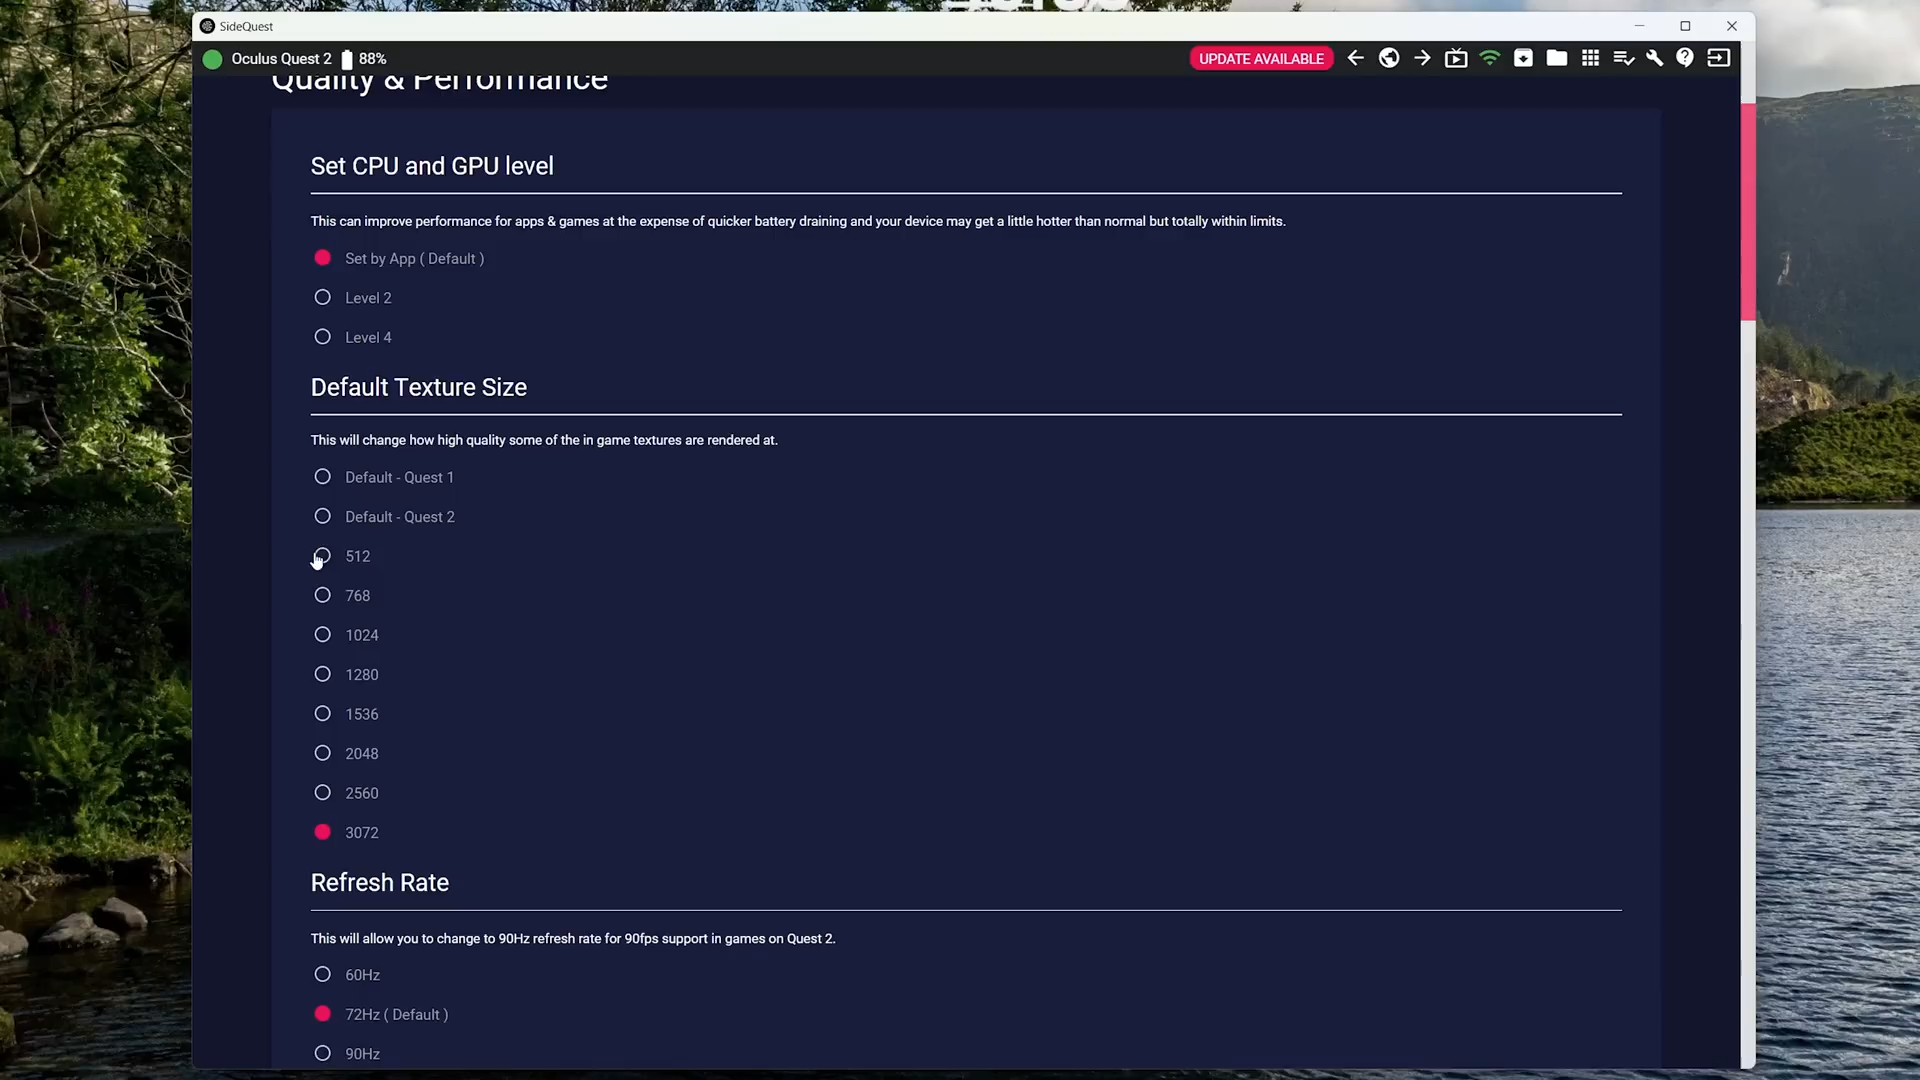 SideQuest
Oculus Quest 2 88%
UPDATE AVAILABLE
Quality & Performance
Set CPU and GPU level
This can improve performance for apps & games at the expense of quicker battery draining and your device may get a little hotter than normal but totally within limits.
Set by App ( Default )
Level 2
Level 4
Default Texture Size
This will change how high quality some of the in game textures are rendered at.
Default - Quest 1
Default - Quest 2
512
768
1024
1280
1536
2048
2560
3072
Refresh Rate
This will allow you to change to 90Hz refresh rate for 90fps support in games on Quest 2.
60Hz
72Hz ( Default )
90Hz